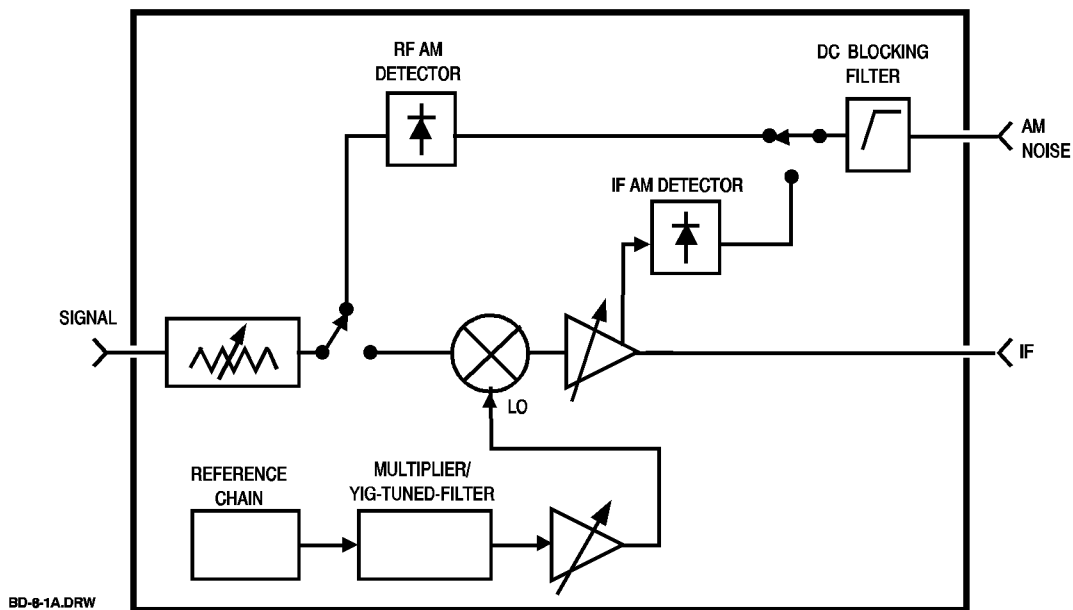 RF AM
DETECTOR
DC BLOCKING
FILTER
AM
NOISE
IF AM DETECTOR
SIGNAL
IF
LO
REFERENCE
CHAIN
MULTIPLIER/
YIG-TUNED-FILTER
BD-6-1A.DRW